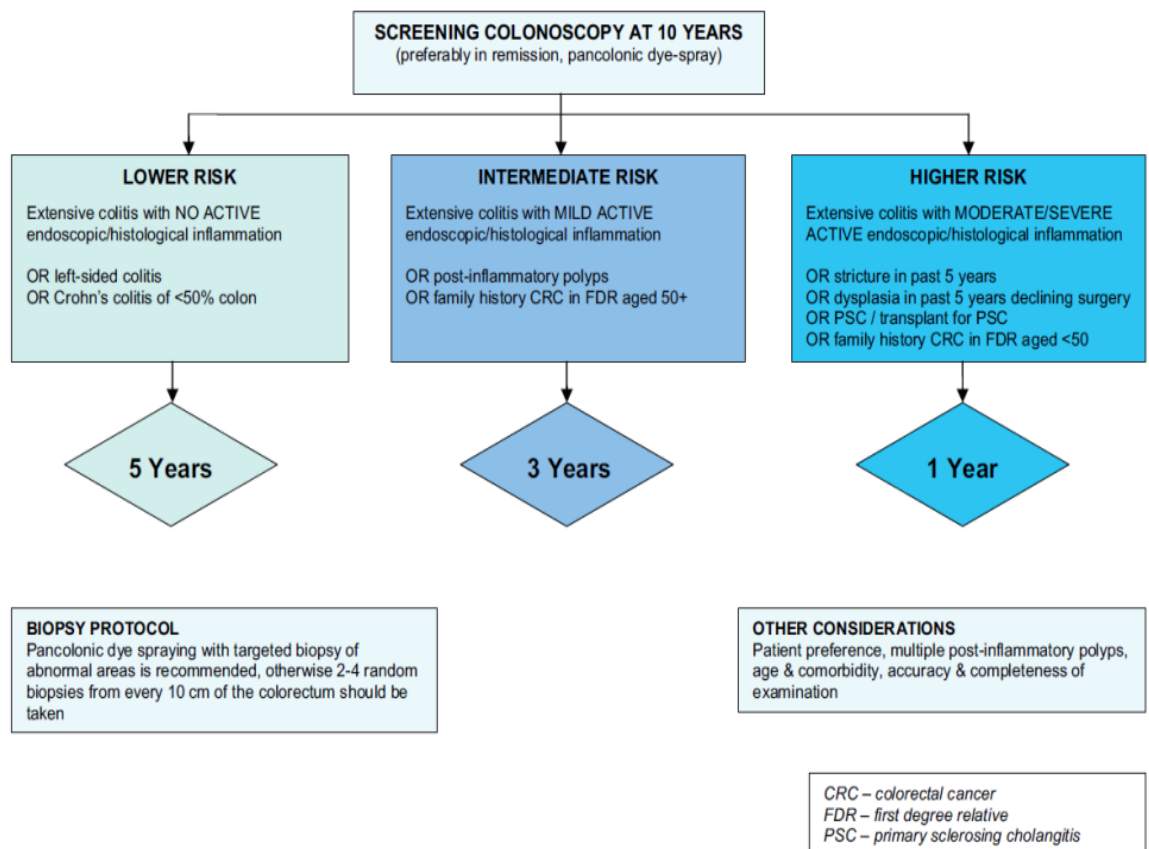 SCREENING COLONOSCOPY AT 10 YEARS
(preferably in remission, pancolonic dye-spray)
LOWER RISK
Extensive colitis with NO ACTIVE
endoscopic/histological inflammation
OR left-sided colitis
OR Crohn's colitis of <50% colon
INTERMEDIATE RISK
Extensive colitis with MILD ACTIVE
endoscopic/histological inflammation
OR post-inflammatory polyps
OR family history CRC in FDR aged 50+
HIGHER RISK
Extensive colitis with MODERATE/SEVERE
ACTIVE endoscopic/histological inflammation
OR stricture in past 5 years
OR dysplasia in past 5 years declining surgery
OR PSC / transplant for PSC
OR family history CRC in FDR aged <50
5 Years
3 Years
1 Year
BIOPSY PROTOCOL
Pancolonic dye spraying with targeted biopsy of
abnormal areas is recommended, otherwise 2-4 random
biopsies from every 10 cm of the colorectum should be
taken
OTHER CONSIDERATIONS
Patient preference, multiple post-inflammatory polyps,
age & comorbidity, accuracy & completeness of
examination
CRC – colorectal cancer
FDR – first degree relative
PSC – primary sclerosing cholangitis